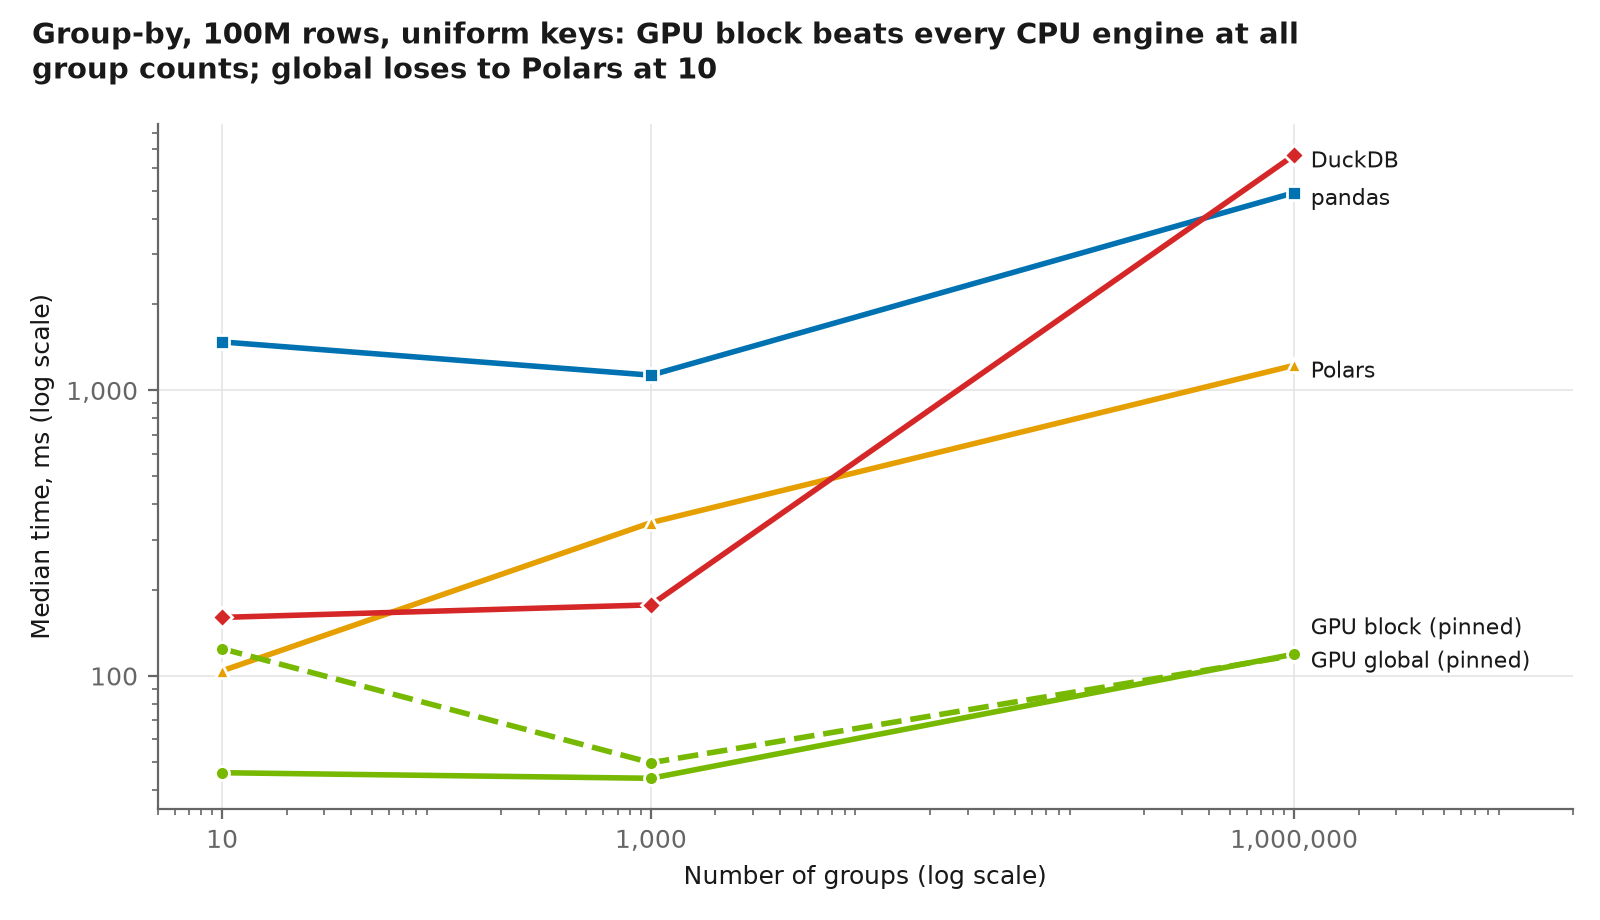 Group-by, 100M rows, uniform keys: GPU block beats every CPU engine at all
group counts; global loses to Polars at 10
DuckDB
pandas
1,000
Polars
Median time, ms (log scale)
GPU block (pinned)
GPU global (pinned)
100
10
1,000
1,000,000
Number of groups (log scale)